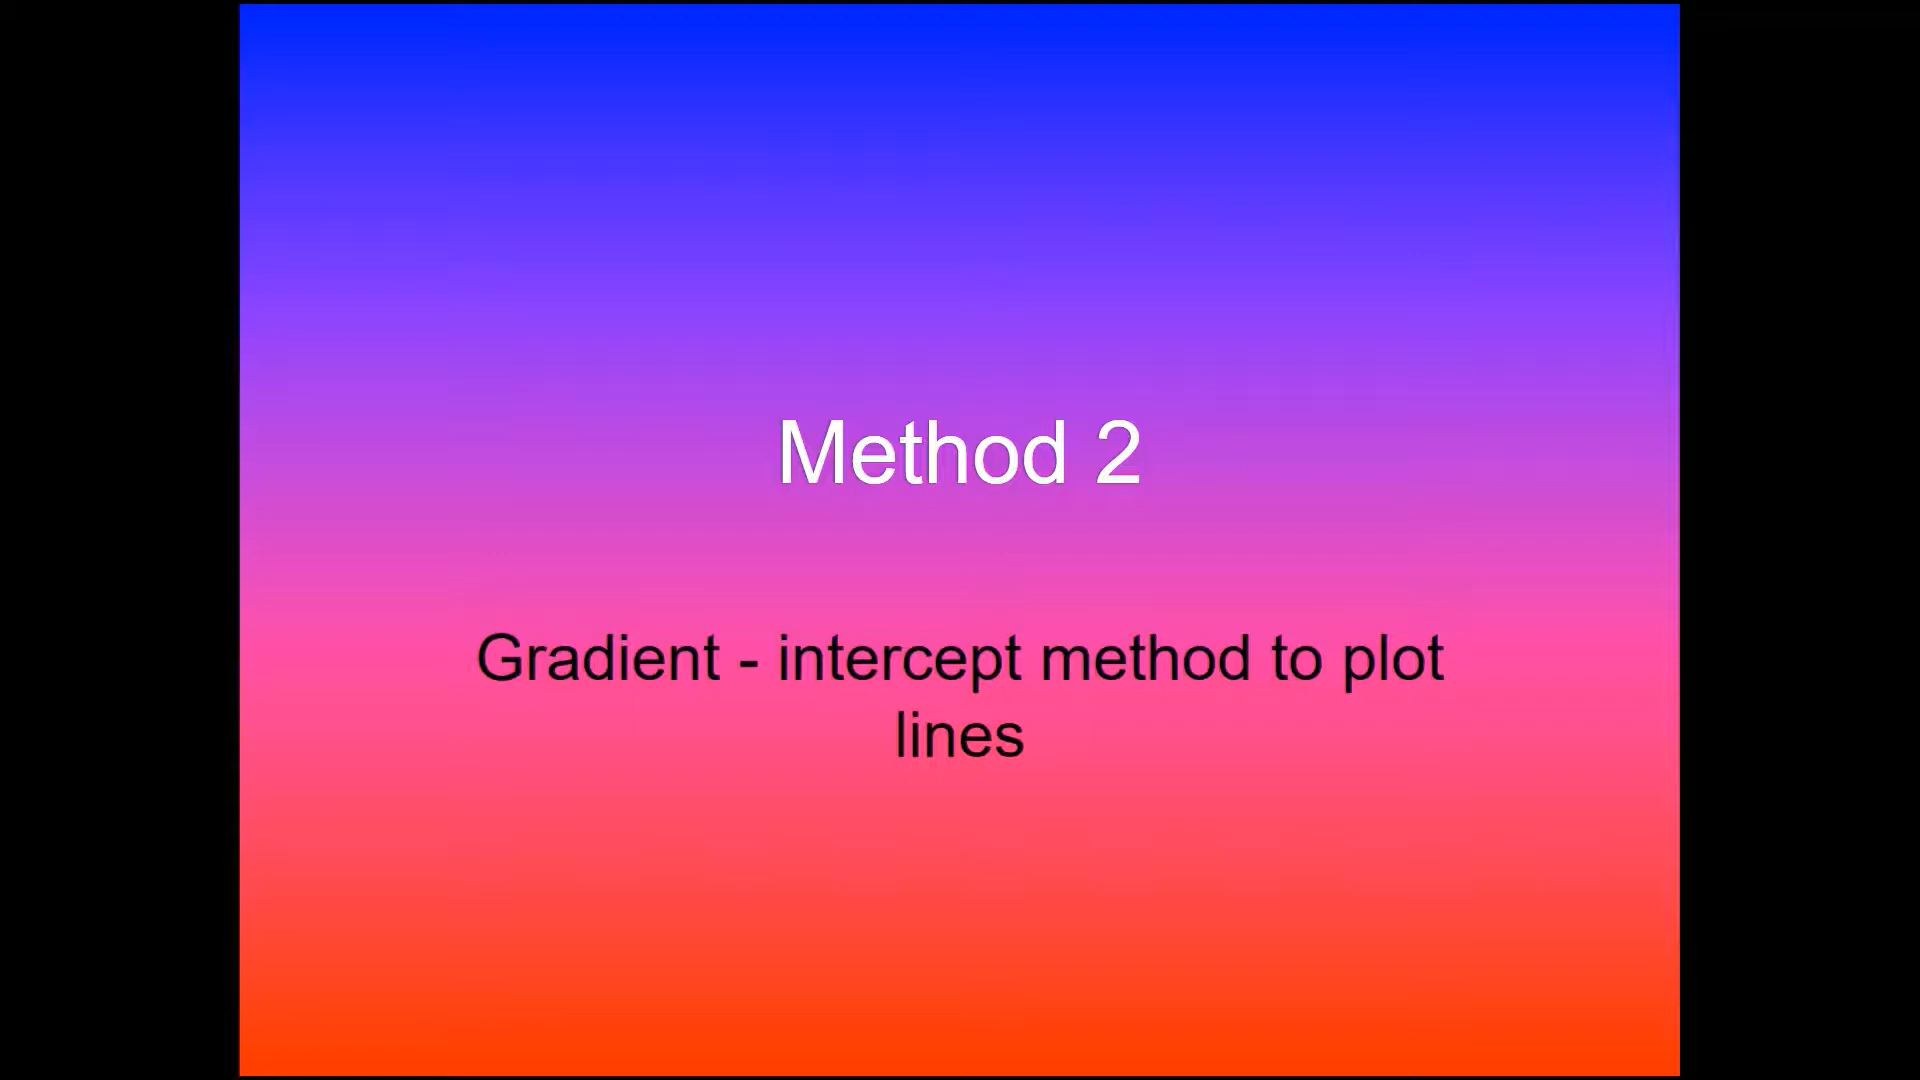 Method 2
Gradient - intercept method to plot
lines